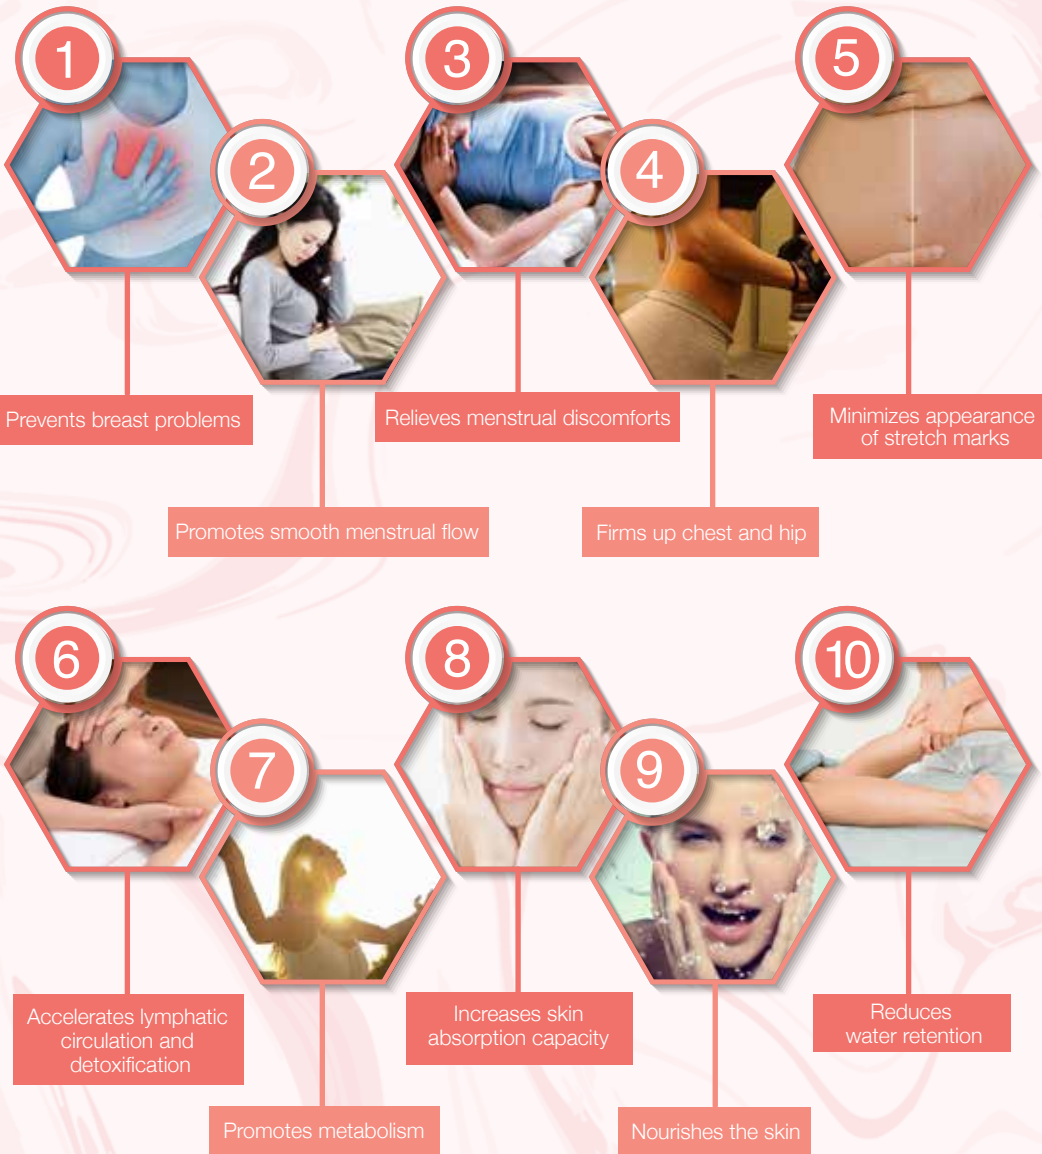 1
Prevents breast problems
2
Promotes smooth menstrual flow
3
Relieves menstrual discomforts
4
Firms up chest and hip
5
Minimizes appearance
of stretch marks
6
Accelerates lymphatic
circulation and
detoxification
7
Promotes metabolism
8
Increases skin
absorption capacity
9
Nourishes the skin
10
Reduces
water retention